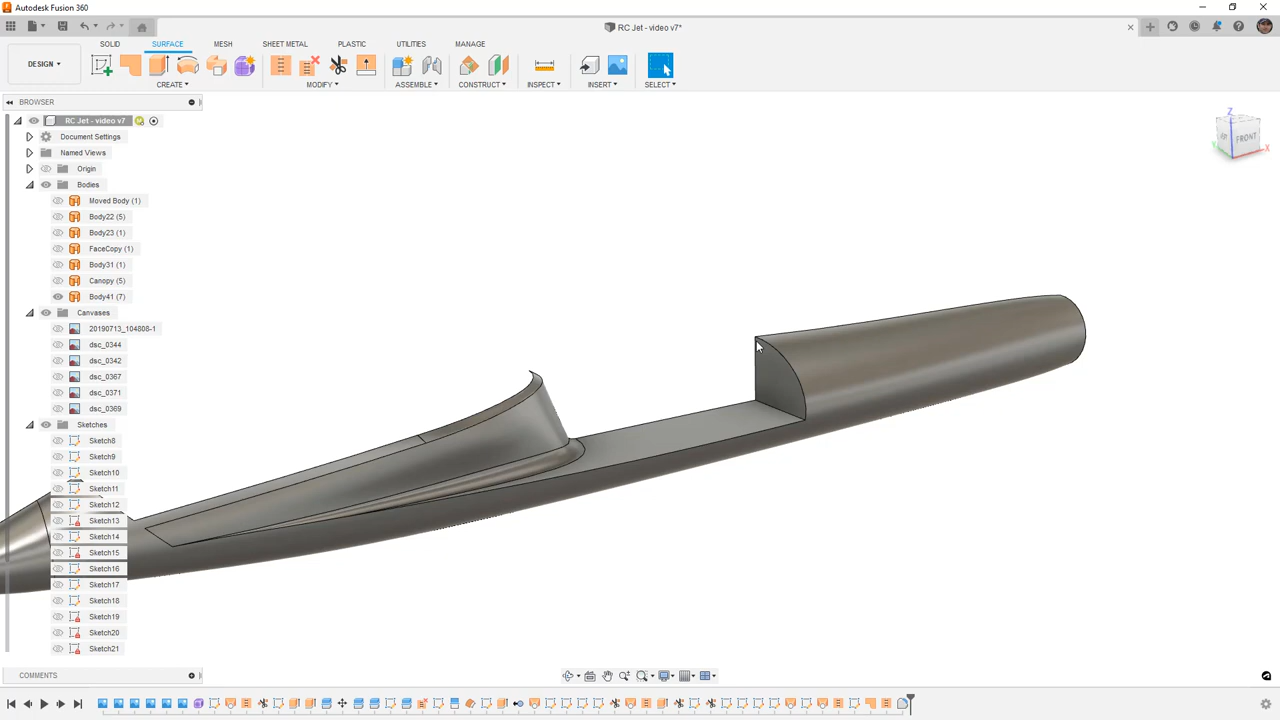 Autodesk Fusion 360
RC Jet - video v7*
DESIGN
SOLID
SURFACE
MESH
SHEET METAL
PLASTIC
UTILITIES
MANAGE
CREATE
MODIFY
ASSEMBLE
CONSTRUCT
INSPECT
INSERT
SELECT
BROWSER
RC Jet - video v7
Document Settings
Named Views
Origin
Bodies
Moved Body (1)
Body22 (5)
Body23 (1)
FaceCopy (1)
Body31 (1)
Canopy (5)
Body41 (7)
Canvases
20190713_104808-1
dsc_0344
dsc_0342
dsc_0367
dsc_0371
dsc_0369
Sketches
Sketch8
Sketch9
Sketch10
Sketch11
Sketch12
Sketch13
Sketch14
Sketch15
Sketch16
Sketch17
Sketch18
Sketch19
Sketch20
Sketch21
Z
FRONT
X
Y
COMMENTS